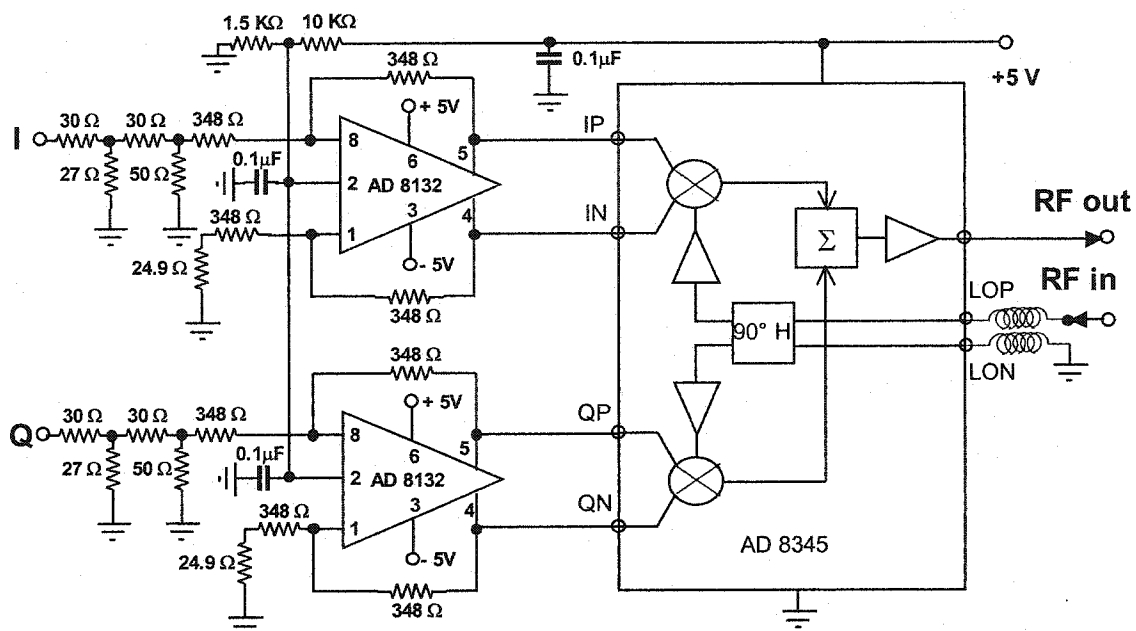 1.5 KΩ 10 KΩ
348 Ω
0.1μF
+5 V
30 Ω 30 Ω 348 Ω
+ 5V
IP
I
8
6
5
27 Ω
50 Ω
0.1μF
2
AD 8132
RF out
348 Ω
3
4
IN
Σ
1
24.9 Ω
- 5V
RF in
LOP
348 Ω
90° H
LON
348 Ω
30 Ω 30 Ω 348 Ω
+ 5V
QP
Q
8
6
5
27 Ω
50 Ω
0.1μF
2
AD 8132
348 Ω
3
4
QN
1
AD 8345
24.9 Ω
- 5V
348 Ω